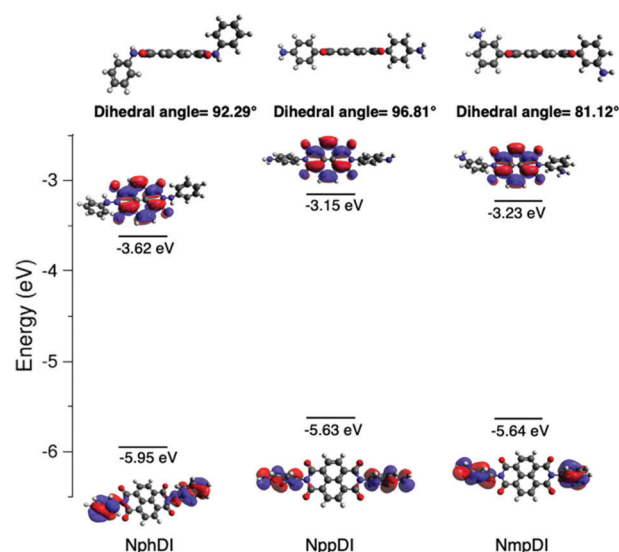 Dihedral angle= 92.29° Dihedral angle= 96.81° Dihedral angle= 81.12°
-3
-3.15 eV
-3.23 eV
-3.62 eV
-4
Energy (eV)
-5
-5.63 eV
-5.64 eV
-6
-5.95 eV
NphDI NppDI NmpDI